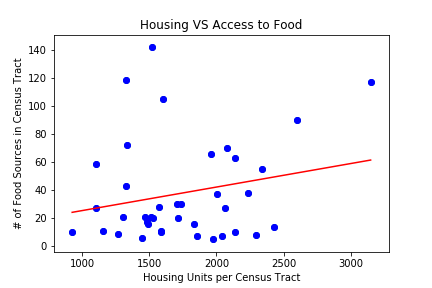 Housing VS Access to Food
# of Food Sources in Census Tract
140
120
100
80
60
40
20
0
1000 1500 2000 2500 3000
Housing Units per Census Tract